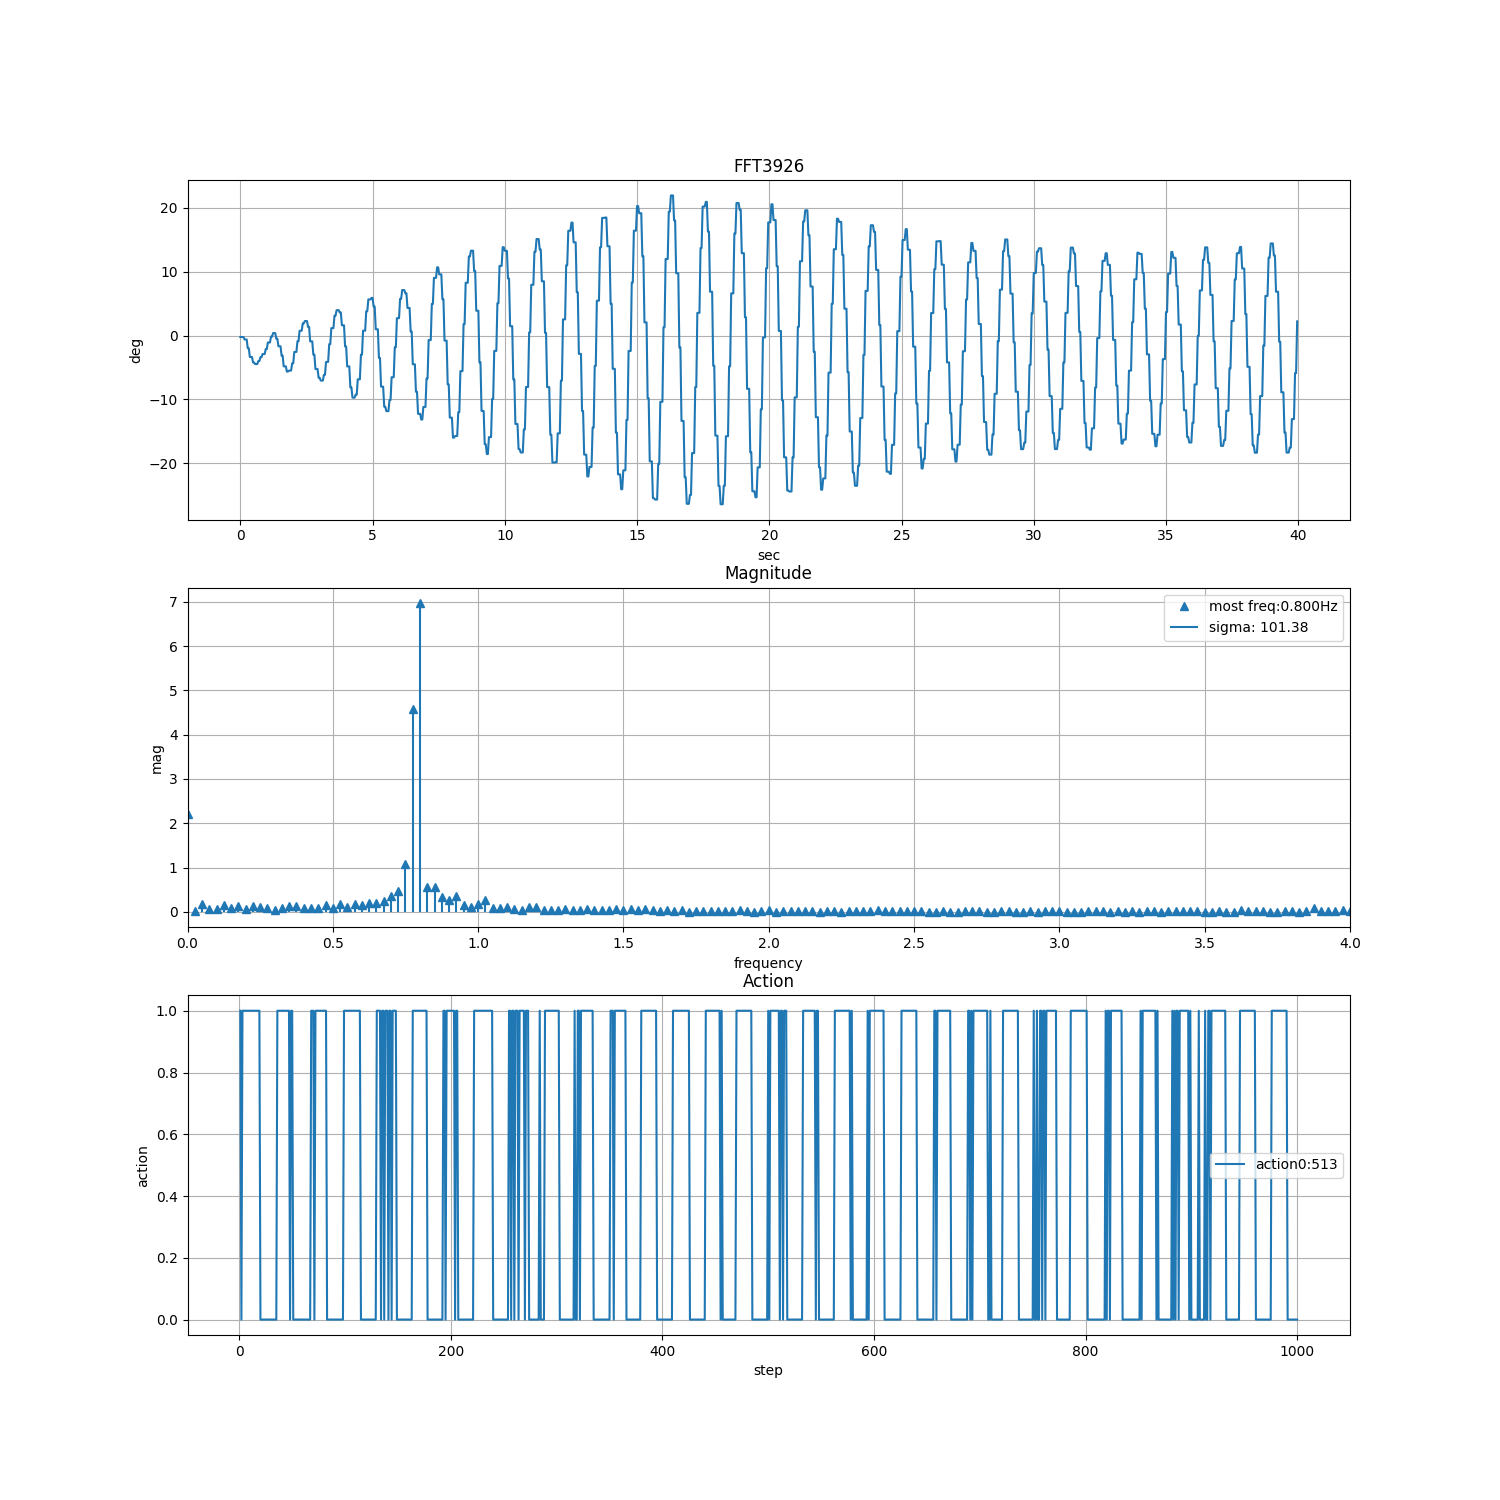 FFT3926
20
10
0
−10
−20
deg
0 5 10 15 20 25 30 35 40
sec
Magnitude
7
6
5
4
3
2
1
0
mag
most freq:0.800Hz
sigma: 101.38
0.0 0.5 1.0 1.5 2.0 2.5 3.0 3.5 4.0
frequency
Action
1.0
0.8
0.6
0.4
0.2
0.0
action
action0:513
0 200 400 600 800 1000
step